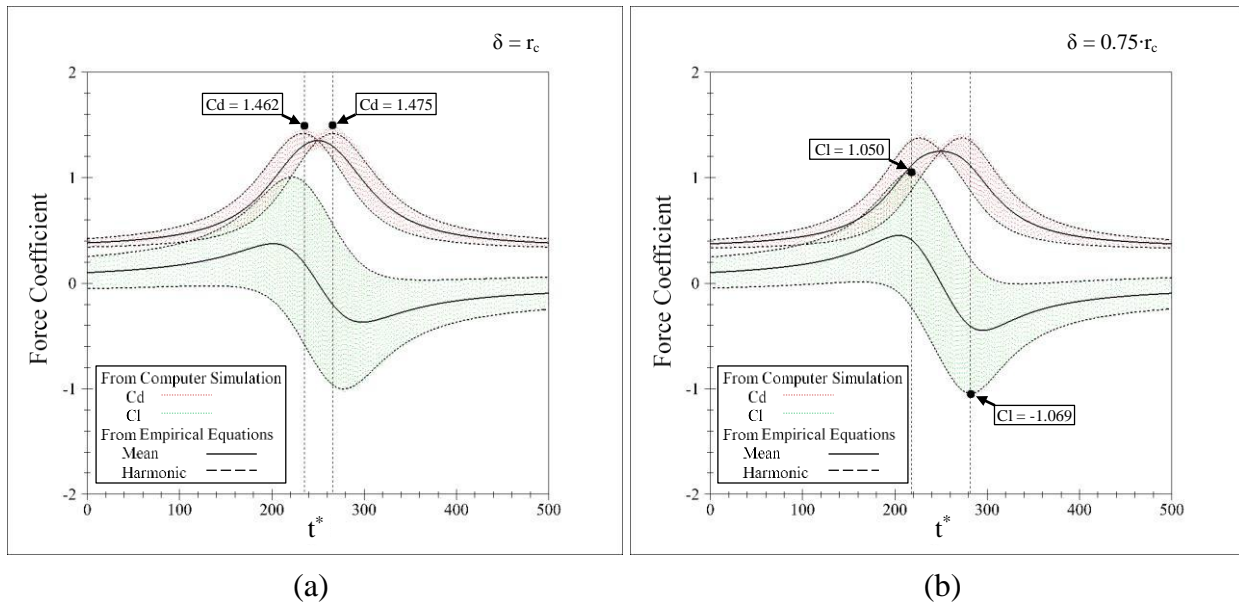 δ = r_c
2
1
0
-1
-2
Force Coefficient
Cd = 1.462
Cd = 1.475
From Computer Simulation
Cd
Cl
From Empirical Equations
Mean
Harmonic
0 100 200 300 400 500
t*
(a)
δ = 0.75·r_c
2
1
0
-1
-2
Force Coefficient
Cl = 1.050
Cl = -1.069
From Computer Simulation
Cd
Cl
From Empirical Equations
Mean
Harmonic
0 100 200 300 400 500
t*
(b)